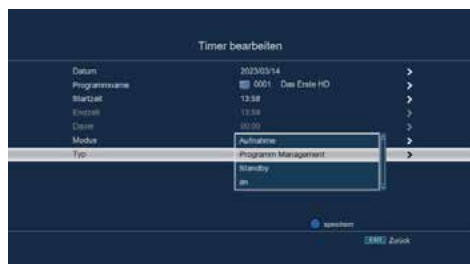 Timer bearbeiten
Datum 2023/03/14
Programmname 0001 Das Erste HD
Startzeit 13:58
Endzeit 13:58
Dauer 00:00
Modus Aufnahme
Typ Programm Management
Standby
an
speichern
EXIT Zurück